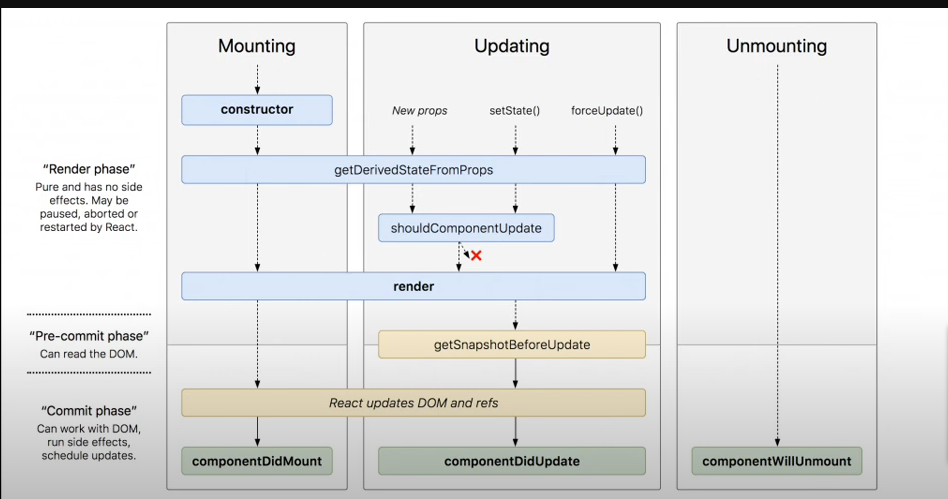 Mounting
Updating
Unmounting
constructor
New props
setState()
forceUpdate()
“Render phase”
Pure and has no side
effects. May be
paused, aborted or
restarted by React.
getDerivedStateFromProps
shouldComponentUpdate
render
“Pre-commit phase”
Can read the DOM.
getSnapshotBeforeUpdate
“Commit phase”
Can work with DOM,
run side effects,
schedule updates.
React updates DOM and refs
componentDidMount
componentDidUpdate
componentWillUnmount